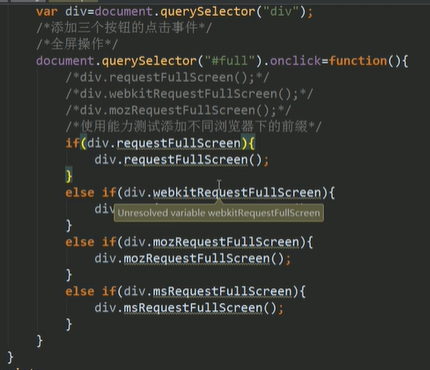 var div=document.querySelector("div");
/*添加三个按钮的点击事件*/
/*全屏操作*/
document.querySelector("#full").onclick=function(){
/*div.requestFullScreen();*/
/*div.webkitRequestFullScreen();*/
/*div.mozRequestFullScreen();*/
/*使用能力测试添加不同浏览器下的前缀*/
if(div.requestFullScreen){
div.requestFullScreen();
}
else if(div.webkitRequestFullScreen){
div.
Unresolved variable webkitRequestFullScreen
}
else if(div.mozRequestFullScreen){
div.mozRequestFullScreen();
}
else if(div.msRequestFullScreen){
div.msRequestFullScreen();
}
}
}